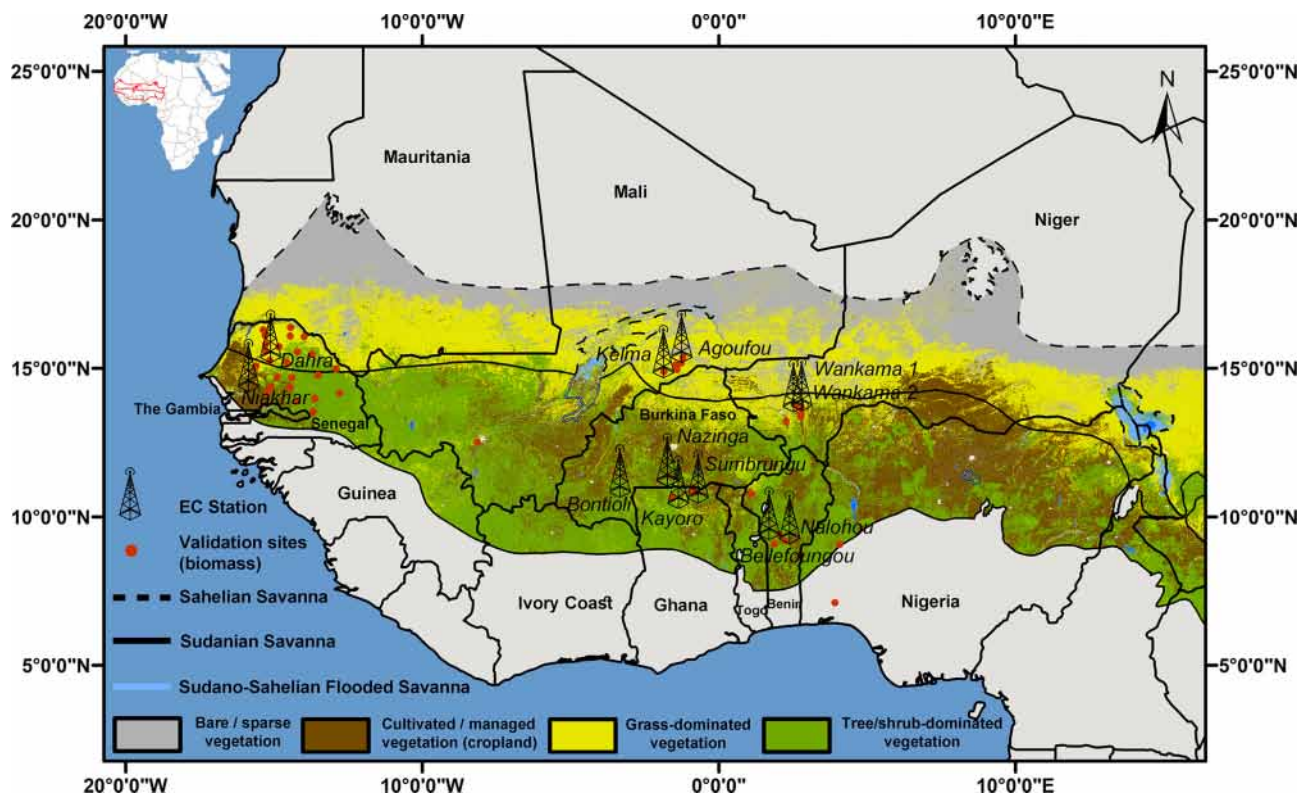 20°0'0"W 10°0'0"W 0°0'0" 10°0'0"E
25°0'0"N 25°0'0"N
N
Mauritania
Mali
20°0'0"N 20°0'0"N
Niger
Dahra
Kelma
Agoufou
15°0'0"N 15°0'0"N
Wankama 1
Niakhar
Wankama 2
The Gambia
Senegal
Burkina Faso
Nazinga
Sumbrungu
Guinea
Bontioli
EC Station
Kayoro
10°0'0"N 10°0'0"N
Nalohou
Validation sites
(biomass)
Bellefoungou
Sahelian Savanna
Ivory Coast
Ghana
Togo
Benin
Nigeria
Sudanian Savanna
5°0'0"N 5°0'0"N
Sudano-Sahelian Flooded Savanna
Bare / sparse
vegetation
Cultivated / managed
vegetation (cropland)
Grass-dominated
vegetation
Tree/shrub-dominated
vegetation
20°0'0"W 10°0'0"W 0°0'0" 10°0'0"E